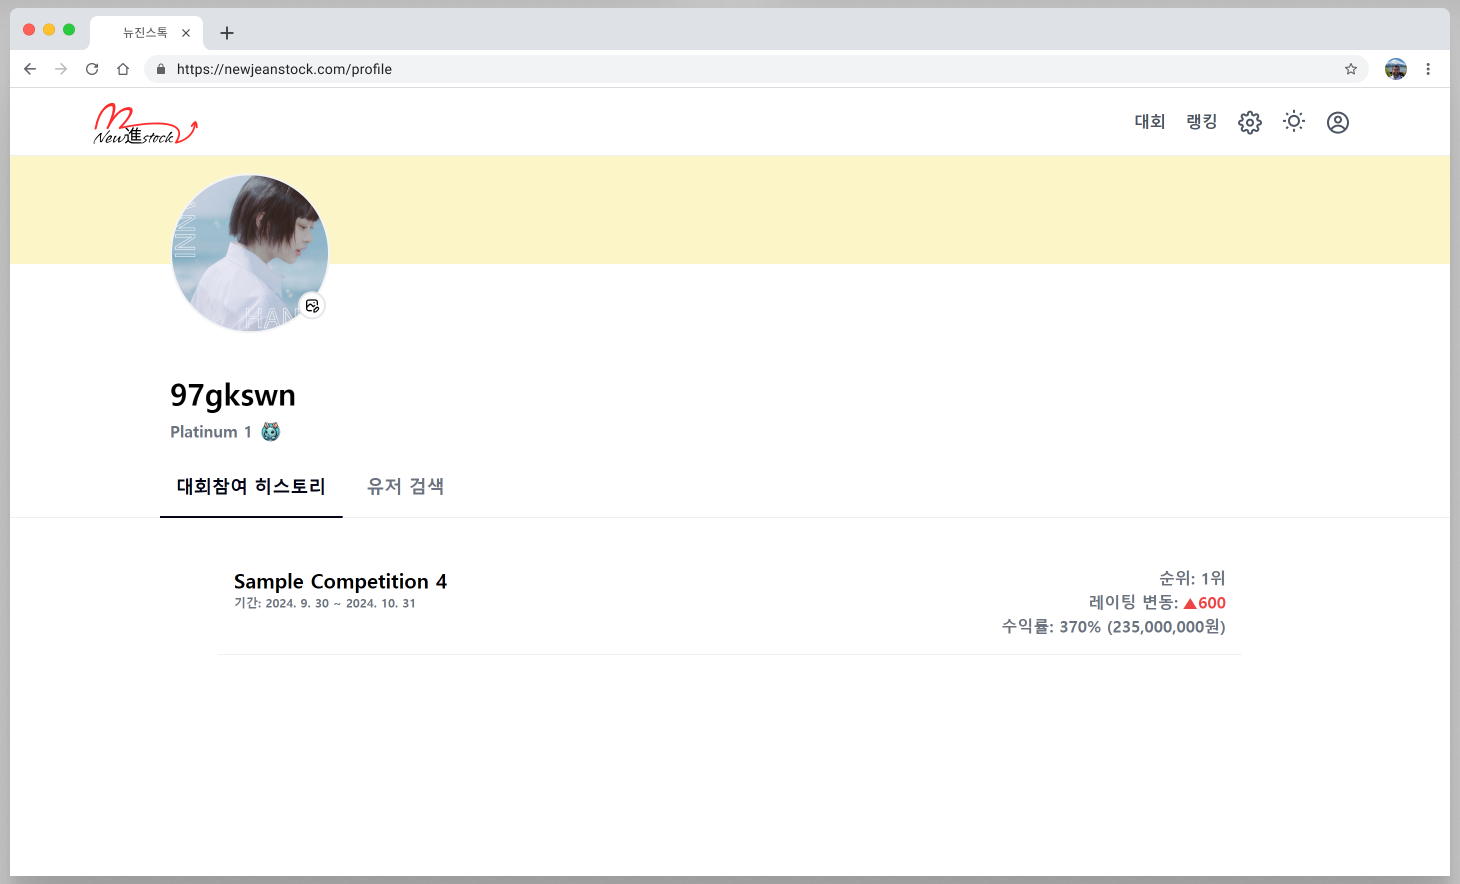 뉴진스톡
https://newjeanstock.com/profile
New進stock
대회 랭킹
INN
HAN
97gkswn
Platinum 1
대회참여 히스토리 유저 검색
Sample Competition 4
기간: 2024. 9. 30 ~ 2024. 10. 31
순위: 1위
레이팅 변동: ▲600
수익률: 370% (235,000,000원)